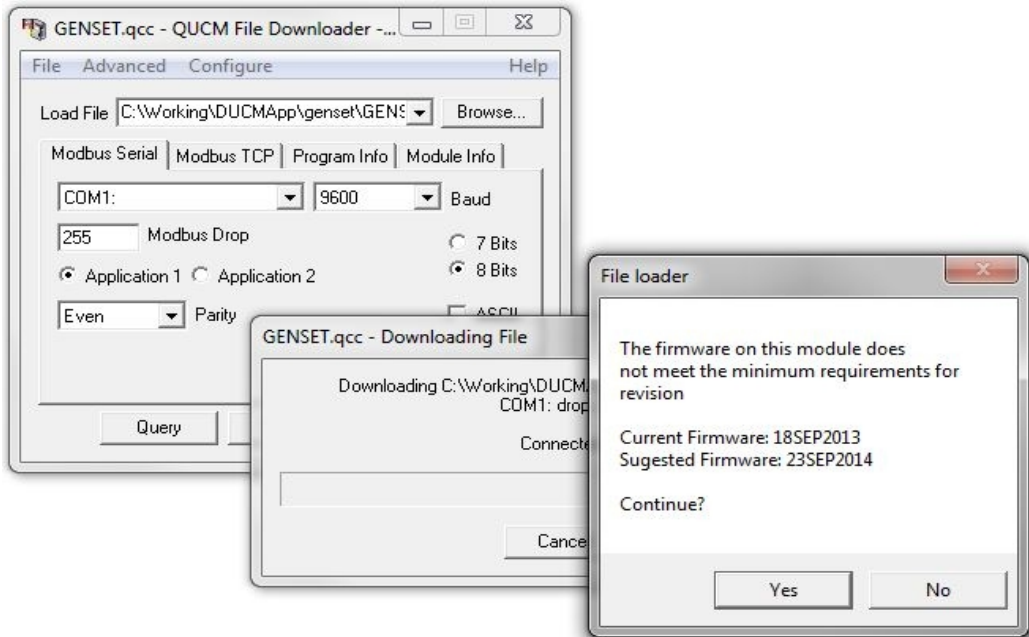 GENSET.qcc - QUCM File Downloader -...
File Advanced Configure Help
Load File C:\Working\DUCMApp\genset\GENS Browse...
Modbus Serial Modbus TCP Program Info Module Info
COM1: 9600 Baud
255 Modbus Drop
7 Bits
Application 1 Application 2
8 Bits
Even Parity
ASCII
Query
GENSET.qcc - Downloading File
Downloading C:\Working\DUCM
COM1: drop
Connecte
Cance
File loader
The firmware on this module does
not meet the minimum requirements for
revision
Current Firmware: 18SEP2013
Sugested Firmware: 23SEP2014
Continue?
Yes No